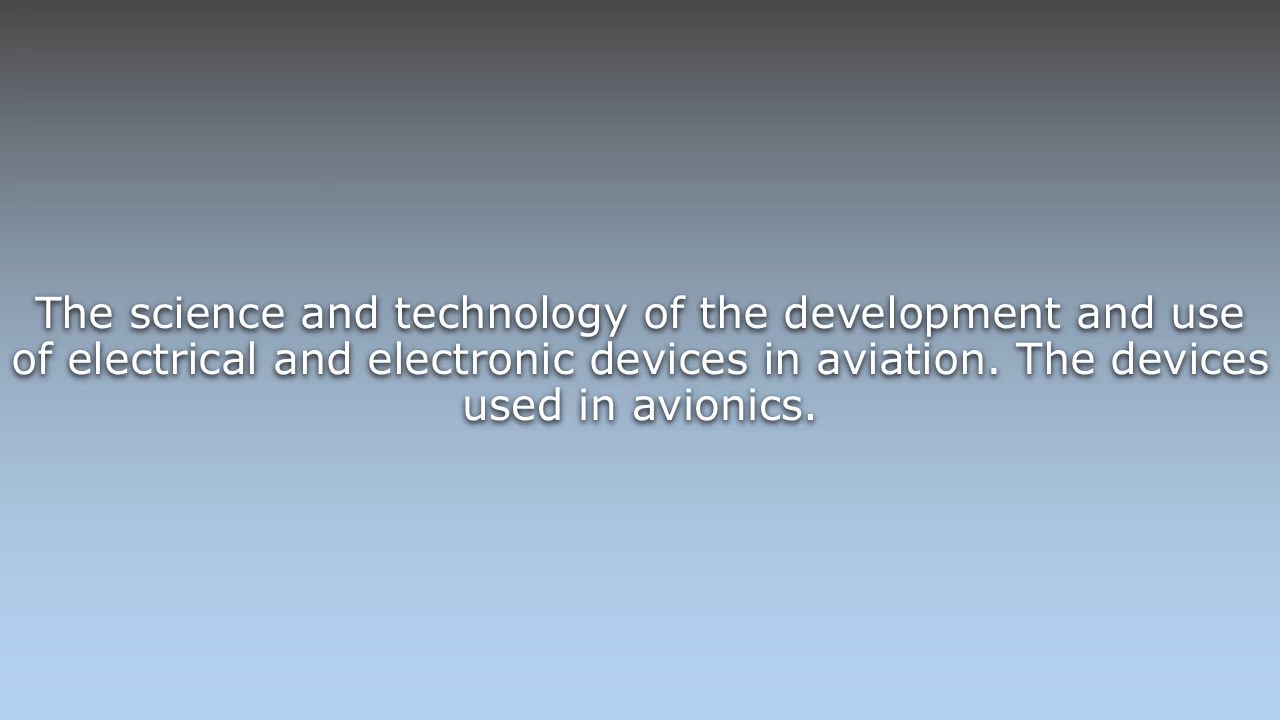 The science and technology of the development and use
of electrical and electronic devices in aviation. The devices
used in avionics.